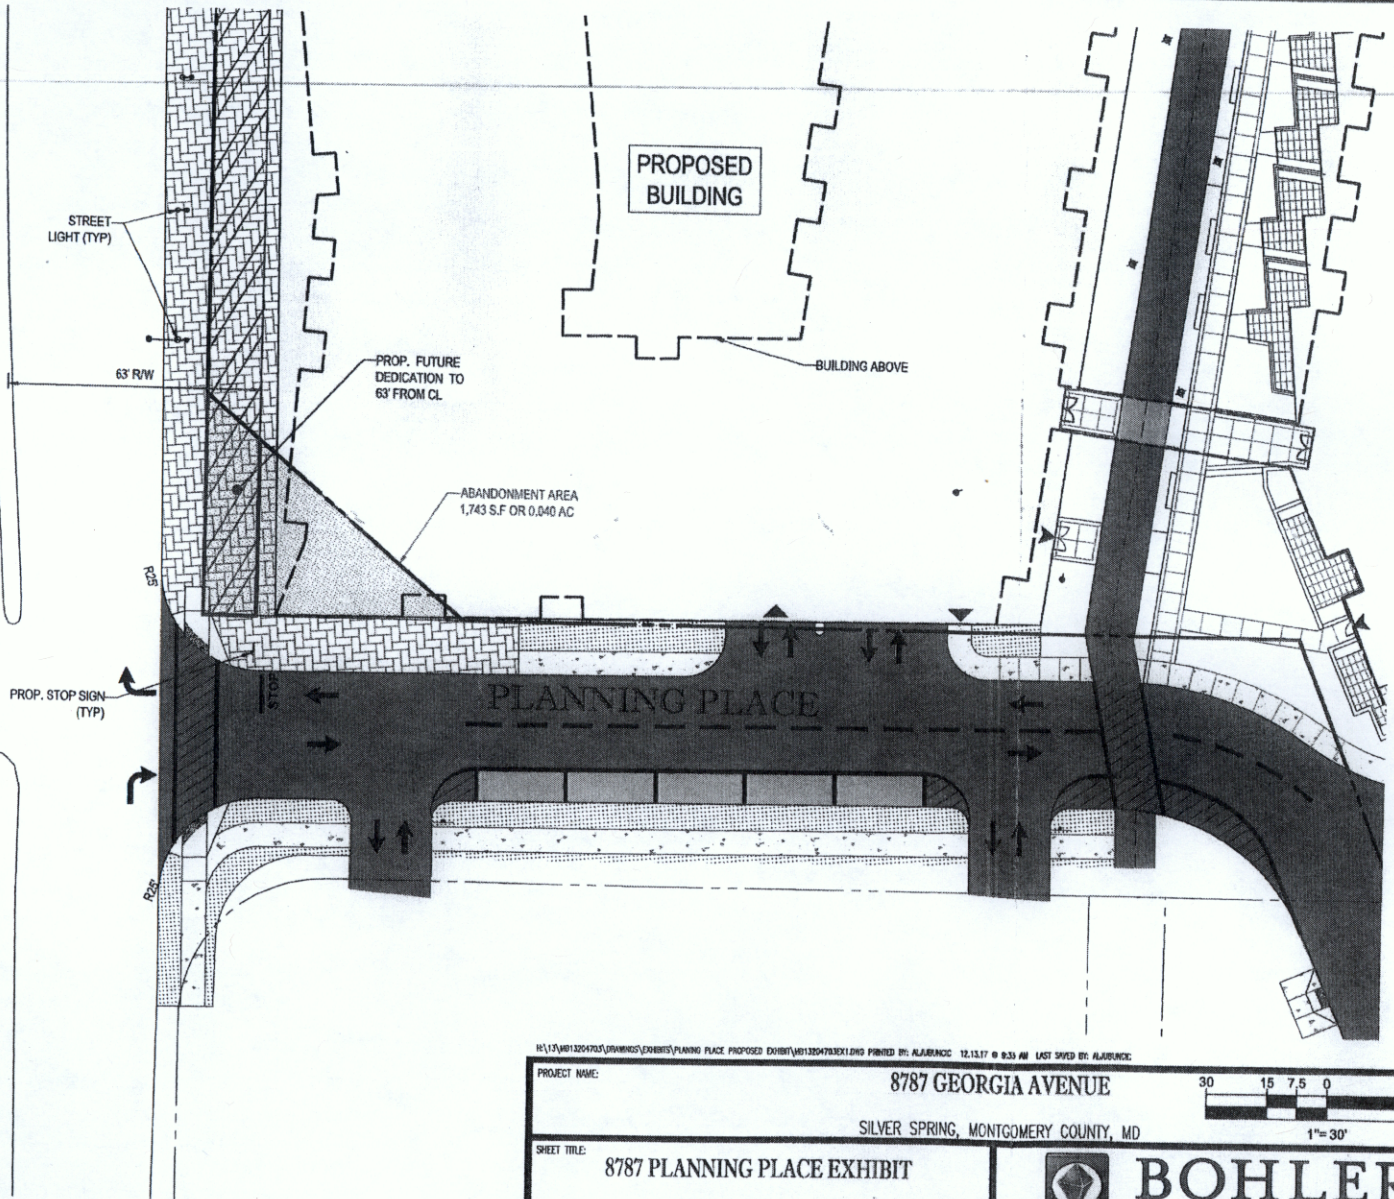 PROPOSED
BUILDING
STREET
LIGHT (TYP)
63' R/W
PROP. FUTURE
DEDICATION TO
63' FROM CL
BUILDING ABOVE
ABANDONMENT AREA
1,743 S.F OR 0.040 AC
R25'
PROP. STOP SIGN
(TYP)
STOP
PLANNING PLACE
R25'
PROJECT NAME:
8787 GEORGIA AVENUE
SILVER SPRING, MONTGOMERY COUNTY, MD
30 15 7.5 0
1"= 30'
SHEET TITLE:
8787 PLANNING PLACE EXHIBIT
BOHLER